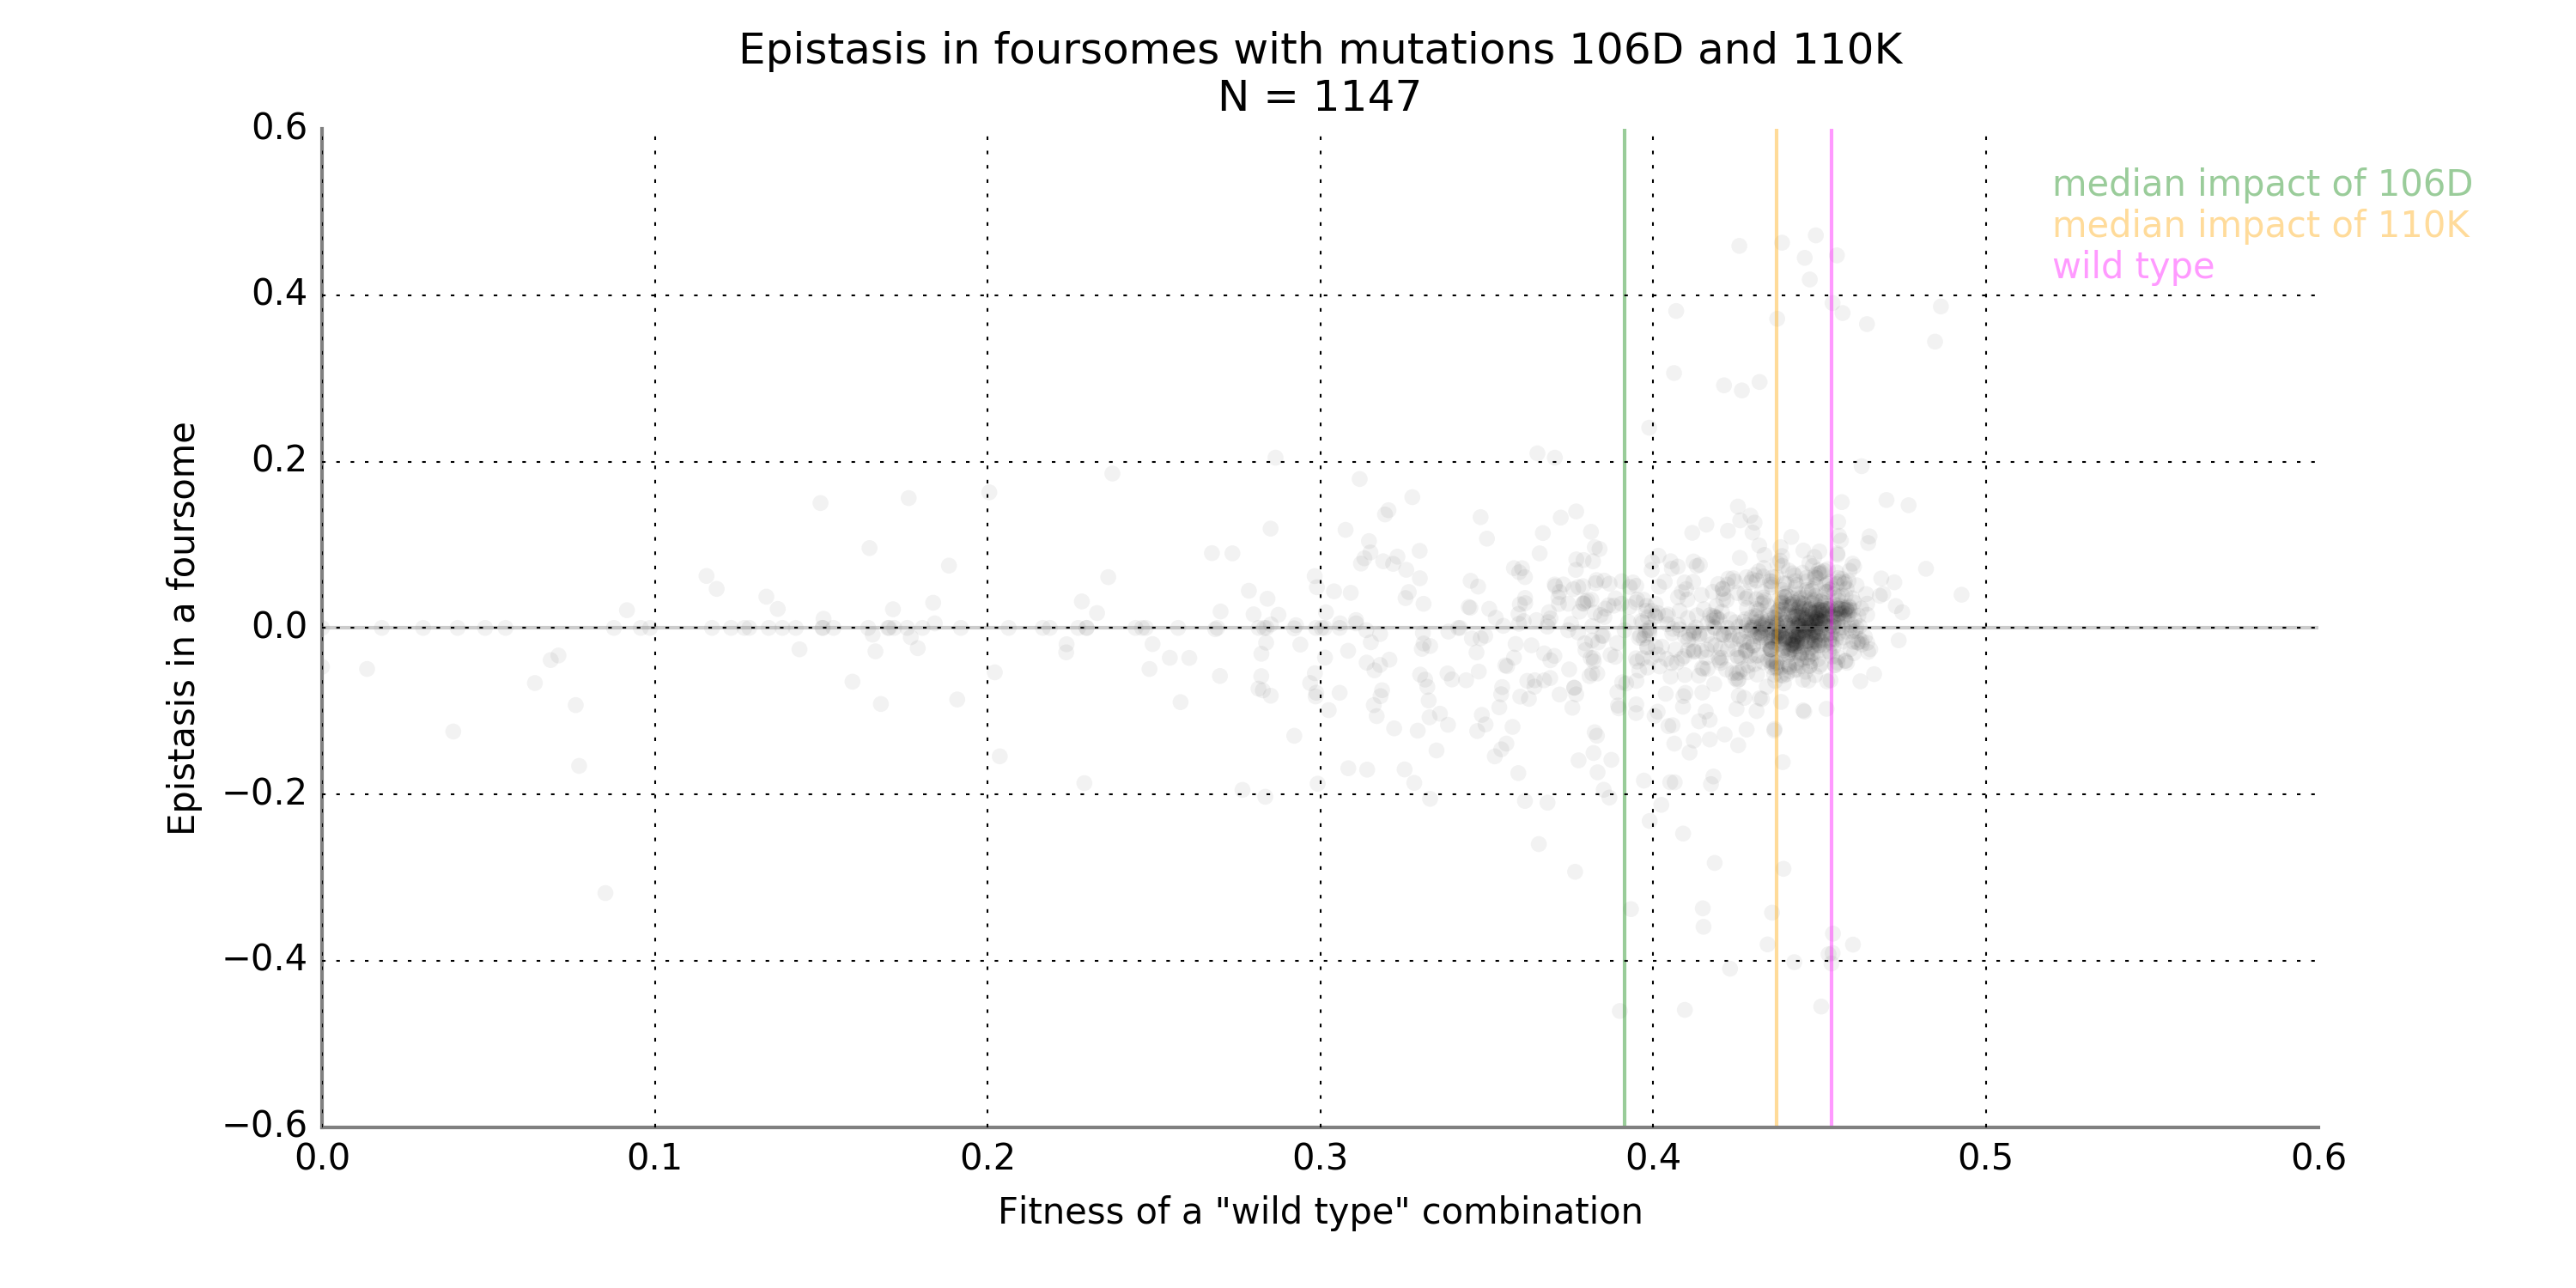 Epistasis in foursomes with mutations 106D and 110K
N = 1147
0.6
0.4
0.2
0.0
−0.2
−0.4
−0.6
Epistasis in a foursome
median impact of 106D
median impact of 110K
wild type
0.0 0.1 0.2 0.3 0.4 0.5 0.6
Fitness of a "wild type" combination